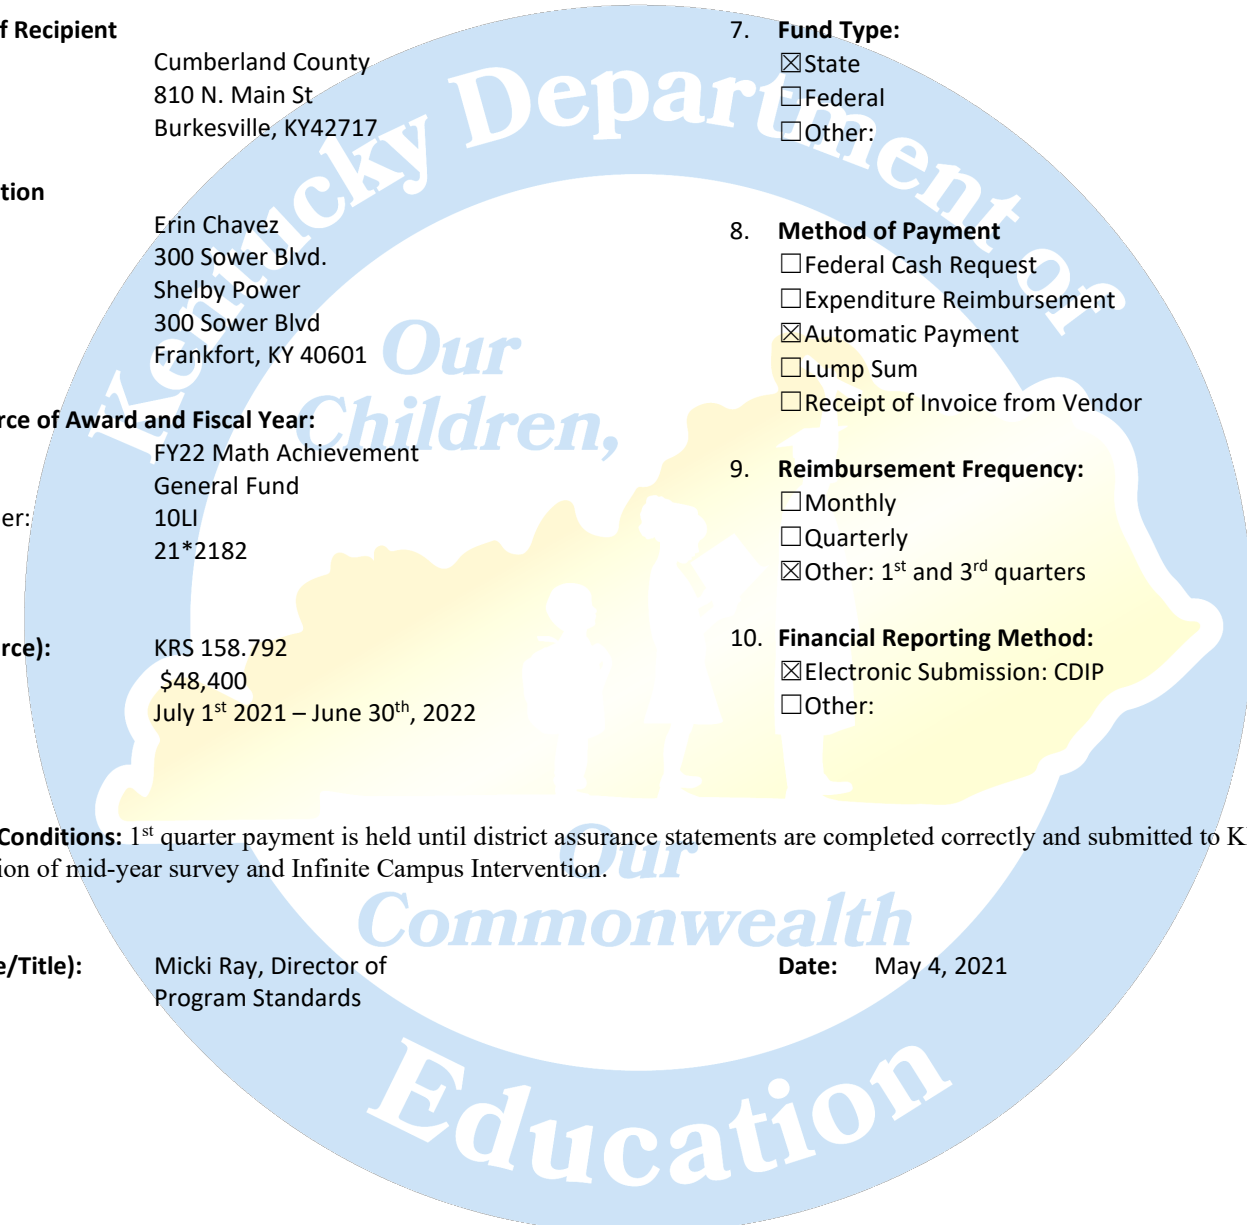 f Recipient
Cumberland County
810 N. Main St
Burkesville, KY42717
tion
Erin Chavez
300 Sower Blvd.
Shelby Power
300 Sower Blvd
Frankfort, KY 40601
rce of Award and Fiscal Year:
FY22 Math Achievement
General Fund
er: 10LI
21*2182
rce): KRS 158.792
$48,400
July 1st 2021 – June 30th, 2022
7. Fund Type:
☒State
☐Federal
☐Other:
8. Method of Payment
☐Federal Cash Request
☐Expenditure Reimbursement
☒Automatic Payment
☐Lump Sum
☐Receipt of Invoice from Vendor
9. Reimbursement Frequency:
☐Monthly
☐Quarterly
☒Other: 1st and 3rd quarters
10. Financial Reporting Method:
☒Electronic Submission: CDIP
☐Other:
Conditions: 1st quarter payment is held until district assurance statements are completed correctly and submitted to K
ion of mid-year survey and Infinite Campus Intervention.
e/Title): Micki Ray, Director of
Program Standards
Date: May 4, 2021
Kentucky Department of
Education
Our
Children,
Our
Commonwealth